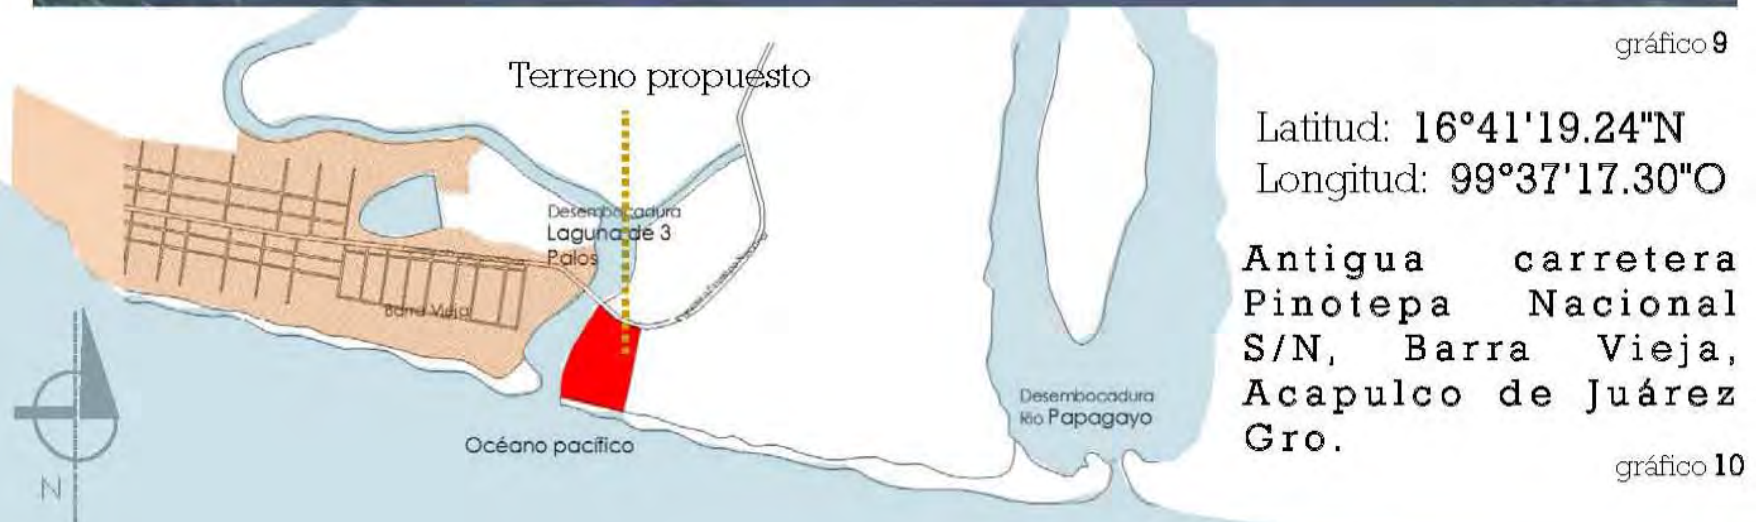 gráfico 9
Terreno propuesto
Latitud: 16°41'19.24"N
Longitud: 99°37'17.30"O
Desembocadura
Laguna de 3
Palos
Barra Vieja
Antigua carretera
Pinotepa Nacional
S/N, Barra Vieja,
Acapulco de Juárez
Gro.
Desembocadura
Río Papagayo
Océano pacífico
gráfico 10
N